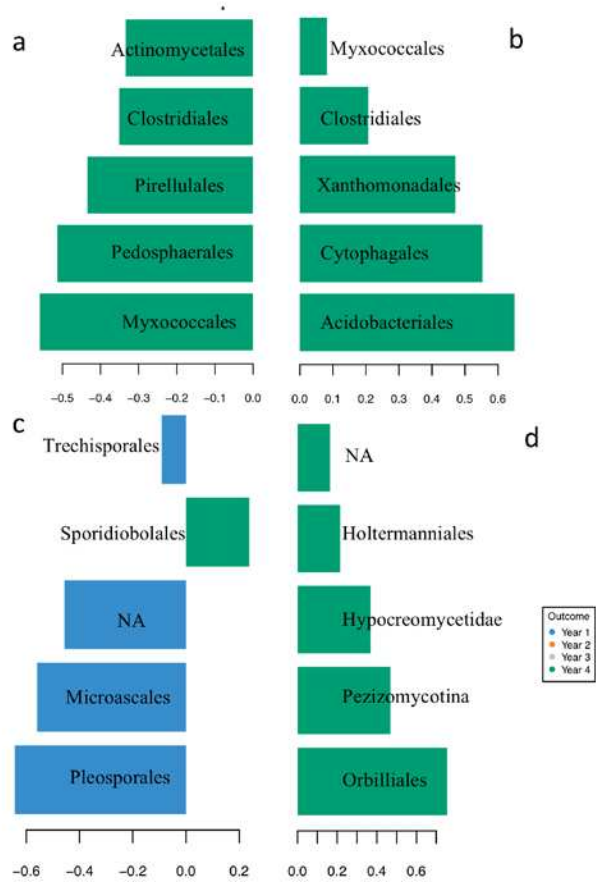 a
Actinomycetales
Clostridiales
Pirellulales
Pedosphaerales
Myxococcales
−0.5 −0.4 −0.3 −0.2 −0.1 0.0
b
Myxococcales
Clostridiales
Xanthomonadales
Cytophagales
Acidobacteriales
0.0 0.1 0.2 0.3 0.4 0.5 0.6
c
Trechisporales
Sporidiobolales
NA
Microascales
Pleosporales
−0.6 −0.4 −0.2 0.0 0.2
d
NA
Holtermanniales
Hypocreomycetidae
Pezizomycotina
Orbilliales
0.0 0.2 0.4 0.6
Outcome
Year 1
Year 2
Year 3
Year 4